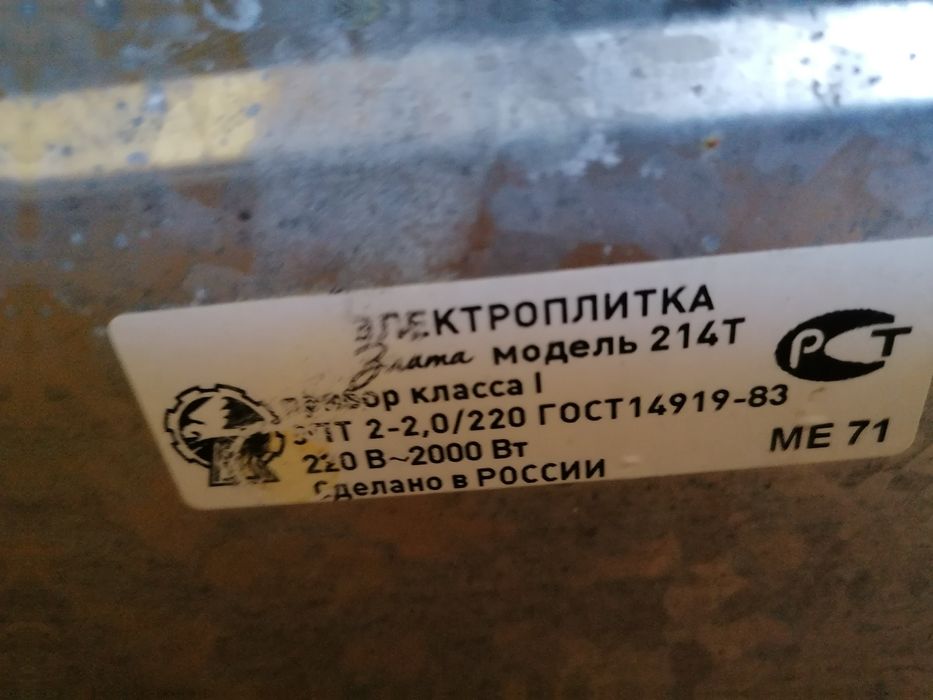 ЭЛЕКТРОПЛИТКА
Злата модель 214Т
прибор класса I
ЭПТ 2-2,0/220 ГОСТ14919-83
220 В~2000 Вт
Сделано в РОССИИ
РСТ
МЕ 71